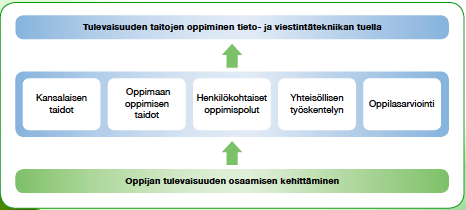 Tulevaisuuden taitojen oppiminen tieto- ja viestintätekniikan tuella
Kansalaisen
taidot
Oppimaan
oppimisen
taidot
Henkilökohtaiset
oppimispolut
Yhteisöllisen
työskentelyn
Oppilasarviointi
Oppijan tulevaisuuden osaamisen kehittäminen